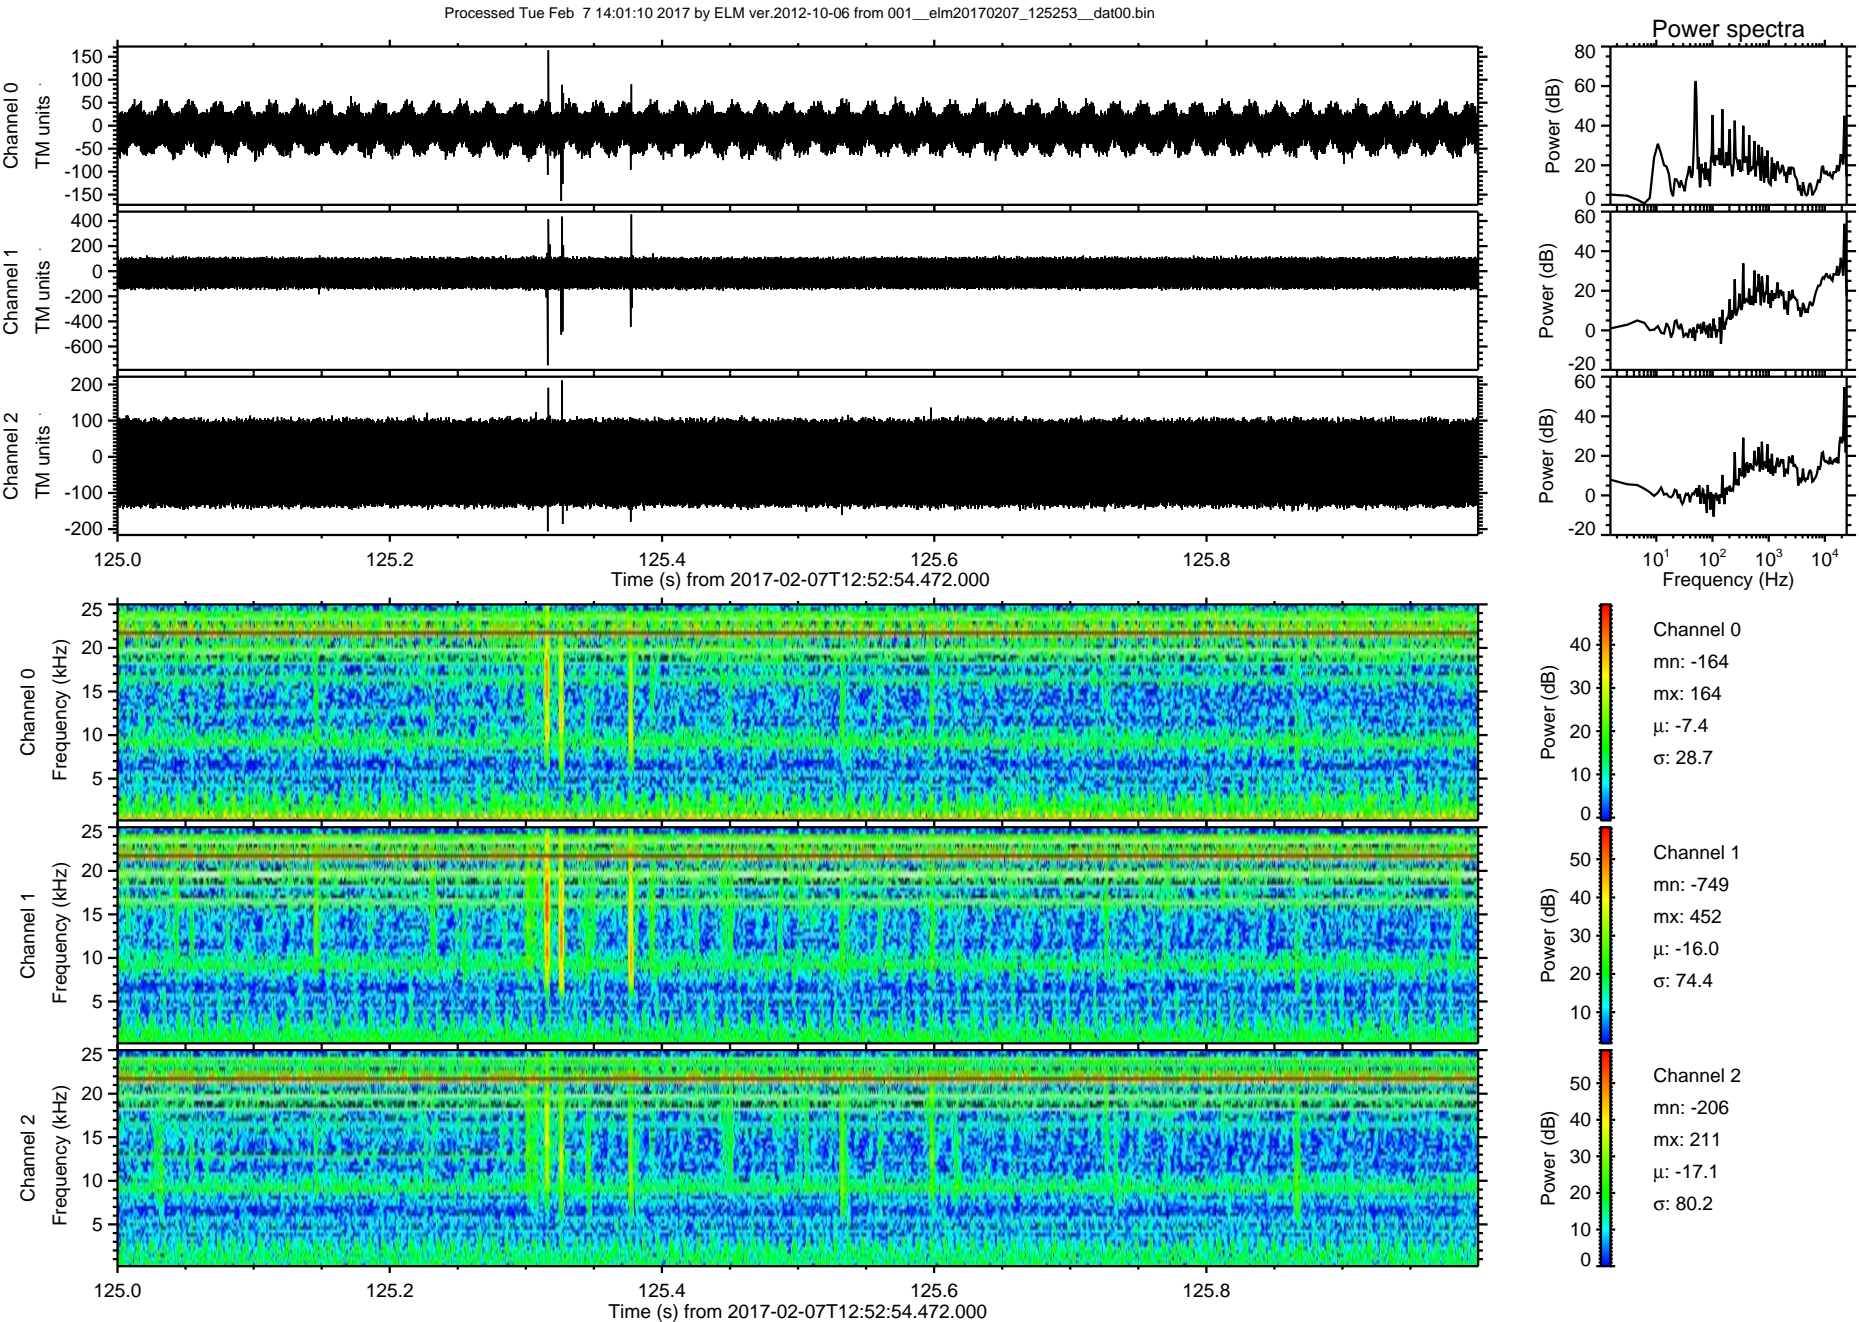 Processed Tue Feb  7 14:01:10 2017 by ELM ver.2012-10-06 from 001__elm20170207_125253__dat00.bin
Power spectra
Channel 0
TM units
150
100
50
0
-50
-100
-150
Power (dB)
80
60
40
20
0
Channel 1
TM units
400
200
0
-200
-400
-600
Power (dB)
60
40
20
0
-20
Channel 2
TM units
200
100
0
-100
-200
Power (dB)
60
40
20
0
-20
125.0 125.2 125.4 125.6 125.8
Time (s) from 2017-02-07T12:52:54.472.000
10^1 10^2 10^3 10^4
Frequency (Hz)
Channel 0
Frequency (kHz)
25
20
15
10
5
Power (dB)
40
30
20
10
0
Channel 0
mn: -164
mx: 164
µ: -7.4
σ: 28.7
Channel 1
Frequency (kHz)
25
20
15
10
5
Power (dB)
50
40
30
20
10
Channel 1
mn: -749
mx: 452
µ: -16.0
σ: 74.4
Channel 2
Frequency (kHz)
25
20
15
10
5
Power (dB)
50
40
30
20
10
0
Channel 2
mn: -206
mx: 211
µ: -17.1
σ: 80.2
125.0 125.2 125.4 125.6 125.8
Time (s) from 2017-02-07T12:52:54.472.000